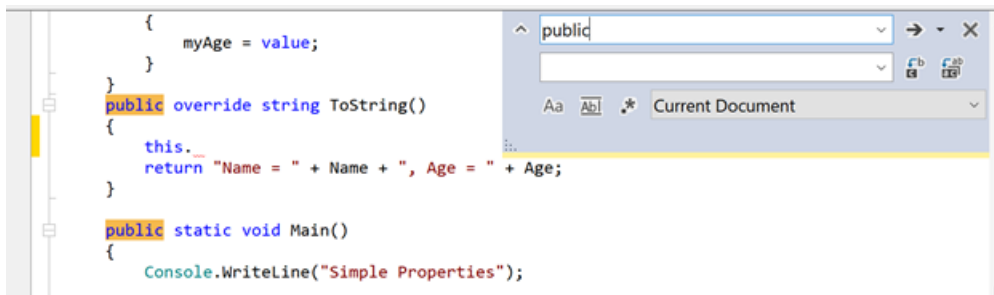 {
myAge = value;
}
}
public override string ToString()
{
this.
return "Name = " + Name + ", Age = " + Age;
}
public static void Main()
{
Console.WriteLine("Simple Properties");
public
Aa Abl .* Current Document